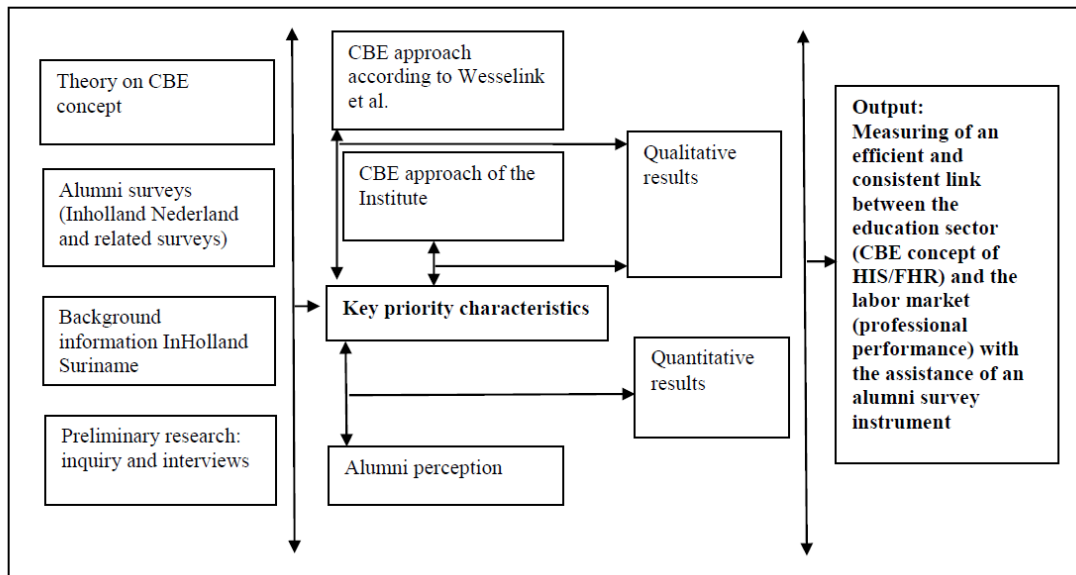 Theory on CBE
concept
Alumni surveys
(Inholland Nederland
and related surveys)
Background
information InHolland
Suriname
Preliminary research:
inquiry and interviews
CBE approach
according to Wesselink
et al.
CBE approach of the
Institute
Key priority characteristics
Alumni perception
Qualitative
results
Quantitative
results
Output:
Measuring of an
efficient and
consistent link
between the
education sector
(CBE concept of
HIS/FHR) and the
labor market
(professional
performance) with
the assistance of an
alumni survey
instrument